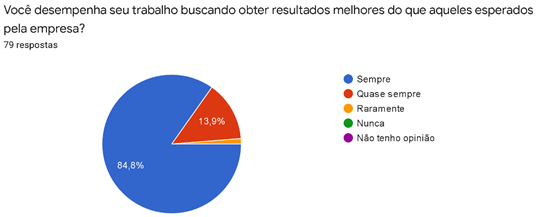 Você desempenha seu trabalho buscando obter resultados melhores do que aqueles esperados
pela empresa?
79 respostas
Sempre
Quase sempre
Raramente
Nunca
Não tenho opinião
13,9%
84,8%